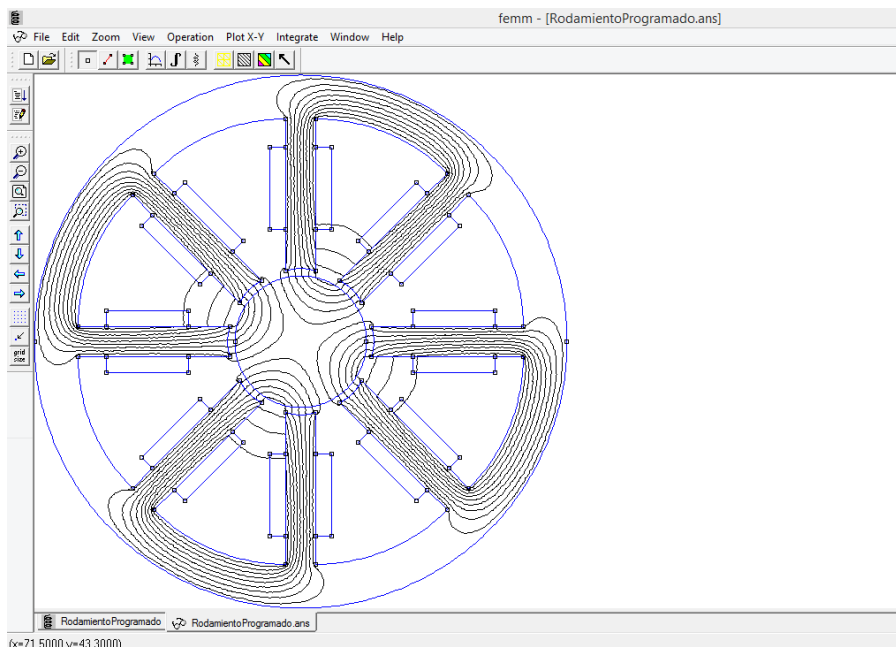 femm - [RodamientoProgramado.ans]
File Edit Zoom View Operation Plot X-Y Integrate Window Help
grid
size
RodamientoProgramado RodamientoProgramado.ans
(x=71.5000,y=43.3000)